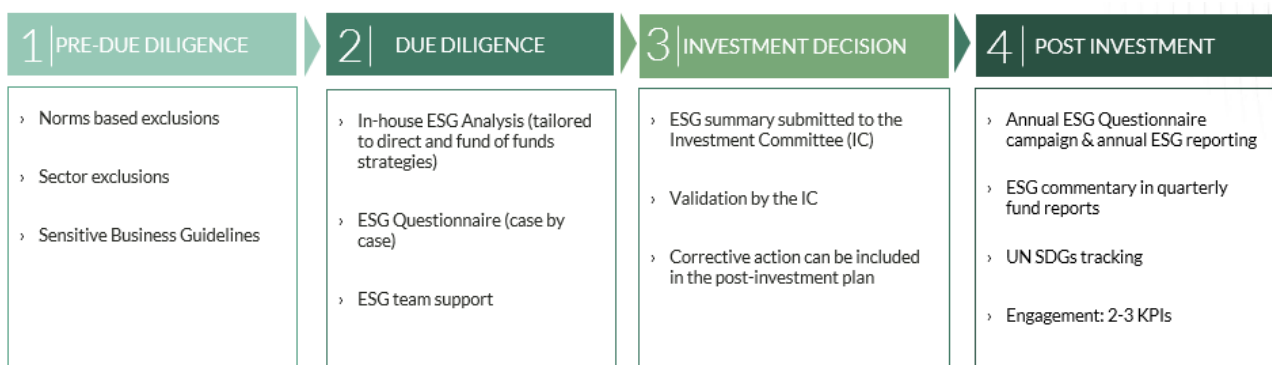 1 PRE-DUE DILIGENCE
› Norms based exclusions
› Sector exclusions
› Sensitive Business Guidelines
2 DUE DILIGENCE
› In-house ESG Analysis (tailored
to direct and fund of funds
strategies)
› ESG Questionnaire (case by
case)
› ESG team support
3 INVESTMENT DECISION
› ESG summary submitted to the
Investment Committee (IC)
› Validation by the IC
› Corrective action can be included
in the post-investment plan
4 POST INVESTMENT
› Annual ESG Questionnaire
campaign & annual ESG reporting
› ESG commentary in quarterly
fund reports
› UN SDGs tracking
› Engagement: 2-3 KPIs